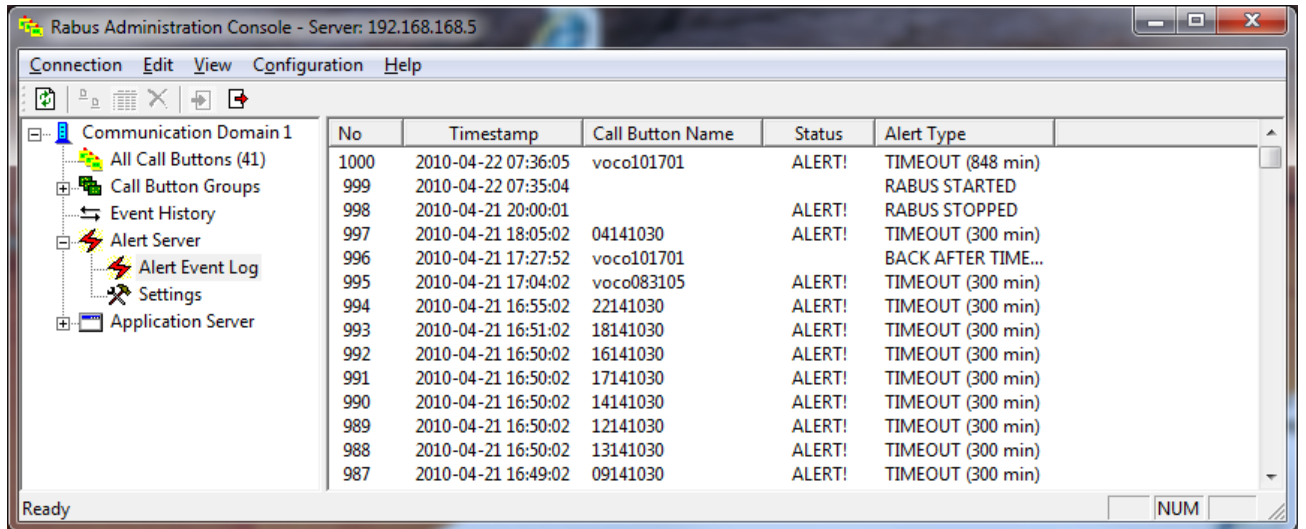 Rabus Administration Console - Server: 192.168.168.5
Connection Edit View Configuration Help
Communication Domain 1
All Call Buttons (41)
Call Button Groups
Event History
Alert Server
Alert Event Log
Settings
Application Server
No Timestamp Call Button Name Status Alert Type
1000 2010-04-22 07:36:05 voco101701 ALERT! TIMEOUT (848 min)
999 2010-04-22 07:35:04 RABUS STARTED
998 2010-04-21 20:00:01 ALERT! RABUS STOPPED
997 2010-04-21 18:05:02 04141030 ALERT! TIMEOUT (300 min)
996 2010-04-21 17:27:52 voco101701 BACK AFTER TIME...
995 2010-04-21 17:04:02 voco083105 ALERT! TIMEOUT (300 min)
994 2010-04-21 16:55:02 22141030 ALERT! TIMEOUT (300 min)
993 2010-04-21 16:51:02 18141030 ALERT! TIMEOUT (300 min)
992 2010-04-21 16:50:02 16141030 ALERT! TIMEOUT (300 min)
991 2010-04-21 16:50:02 17141030 ALERT! TIMEOUT (300 min)
990 2010-04-21 16:50:02 14141030 ALERT! TIMEOUT (300 min)
989 2010-04-21 16:50:02 12141030 ALERT! TIMEOUT (300 min)
988 2010-04-21 16:50:02 13141030 ALERT! TIMEOUT (300 min)
987 2010-04-21 16:49:02 09141030 ALERT! TIMEOUT (300 min)
Ready NUM